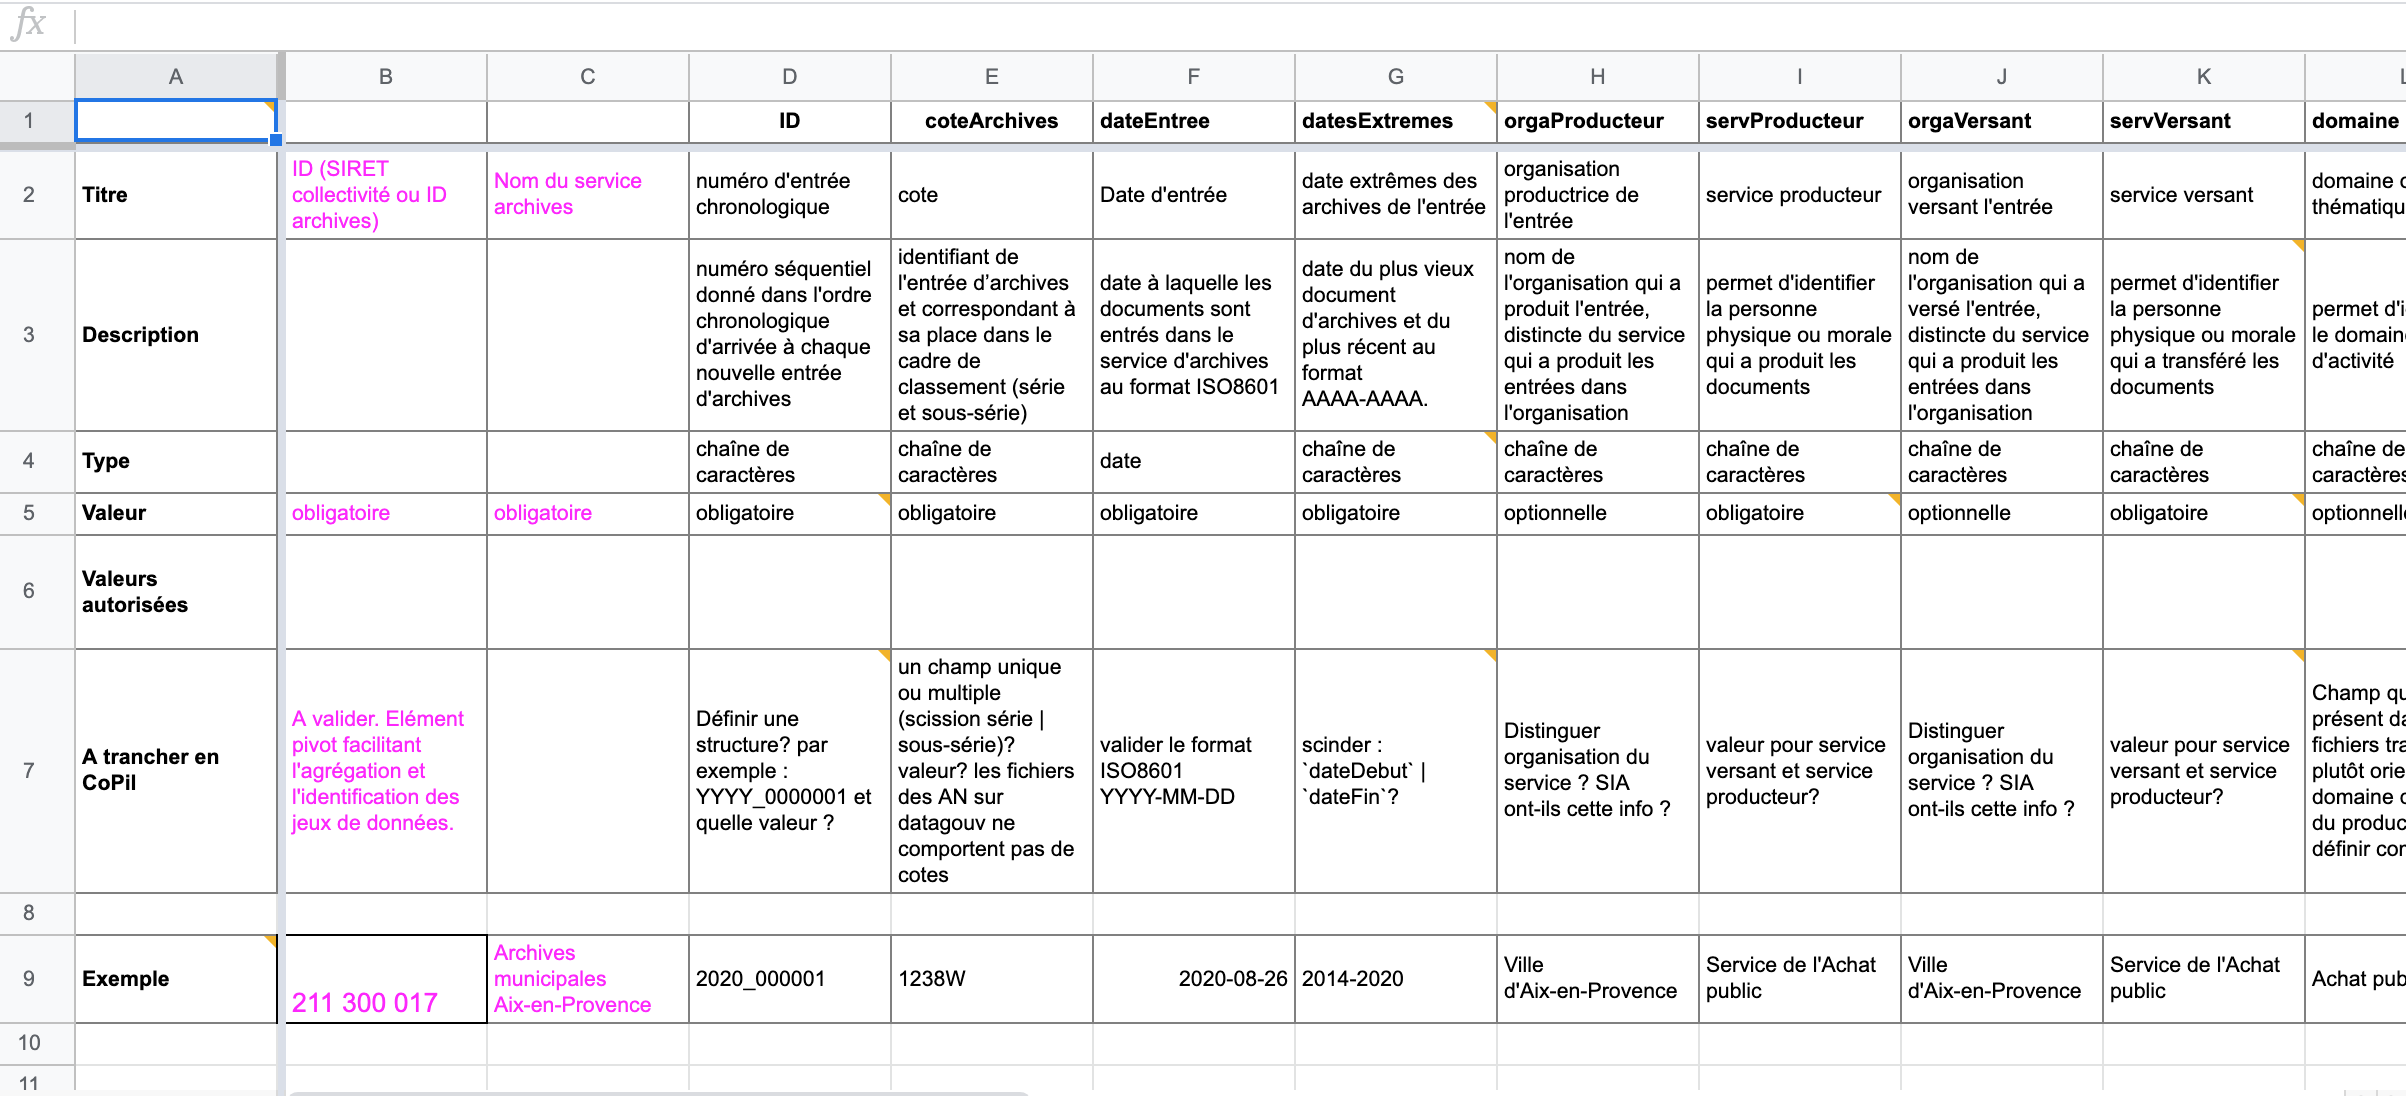 fx
A B C D E F G H I J K
1 ID coteArchives dateEntree datesExtremes orgaProducteur servProducteur orgaVersant servVersant domaine
2
Titre
ID (SIRET
collectivité ou ID
archives)
Nom du service
archives
numéro d'entrée
chronologique
cote
Date d'entrée
date extrêmes des
archives de l'entrée
organisation
productrice de
l'entrée
service producteur
organisation
versant l'entrée
service versant
domaine
3
Description
numéro séquentiel
donné dans l'ordre
chronologique
d'arrivée à chaque
nouvelle entrée
d'archives
identifiant de
l'entrée d’archives
et correspondant à
sa place dans le
cadre de
classement (série
et sous-série)
date à laquelle les
documents sont
entrés dans le
service d'archives
au format ISO8601
date du plus vieux
document
d'archives et du
plus récent au
format
AAAA-AAAA.
nom de
l'organisation qui a
produit l'entrée,
distincte du service
qui a produit les
entrées dans
l'organisation
permet d'identifier
la personne
physique ou morale
qui a produit les
documents
nom de
l'organisation qui a
versé l'entrée,
distincte du service
qui a produit les
entrées dans
l'organisation
permet d'identifier
la personne
physique ou morale
qui a transféré les
documents
permet
le
d'activité
4
Type
chaîne de
caractères
chaîne de
caractères
date
chaîne de
caractères
chaîne de
caractères
chaîne de
caractères
chaîne de
caractères
chaîne de
caractères
chaîne de
caractères
5
Valeur
obligatoire
obligatoire
obligatoire
obligatoire
obligatoire
obligatoire
optionnelle
obligatoire
optionnelle
obligatoire
optionnelle
6
Valeurs
autorisées
7
A trancher en
CoPil
A valider. Elément
pivot facilitant
l'agrégation et
l'identification des
jeux de données.
Définir une
structure? par
exemple :
YYYY_0000001 et
quelle valeur ?
un champ unique
ou multiple
(scission série |
sous-série)?
valeur? les fichiers
des AN sur
datagouv ne
comportent pas de
cotes
valider le format
ISO8601
YYYY-MM-DD
scinder :
`dateDebut` |
`dateFin`?
Distinguer
organisation du
service ? SIA
ont-ils cette info ?
valeur pour service
versant et service
producteur?
Distinguer
organisation du
service ? SIA
ont-ils cette info ?
valeur pour service
versant et service
producteur?
Champ
présent
fichiers
plutôt
domaine
du
définir
8
9
Exemple
211 300 017
Archives
municipales
Aix-en-Provence
2020_000001
1238W
2020-08-26
2014-2020
Ville
d'Aix-en-Provence
Service de l'Achat
public
Ville
d'Aix-en-Provence
Service de l'Achat
public
Achat
10
11